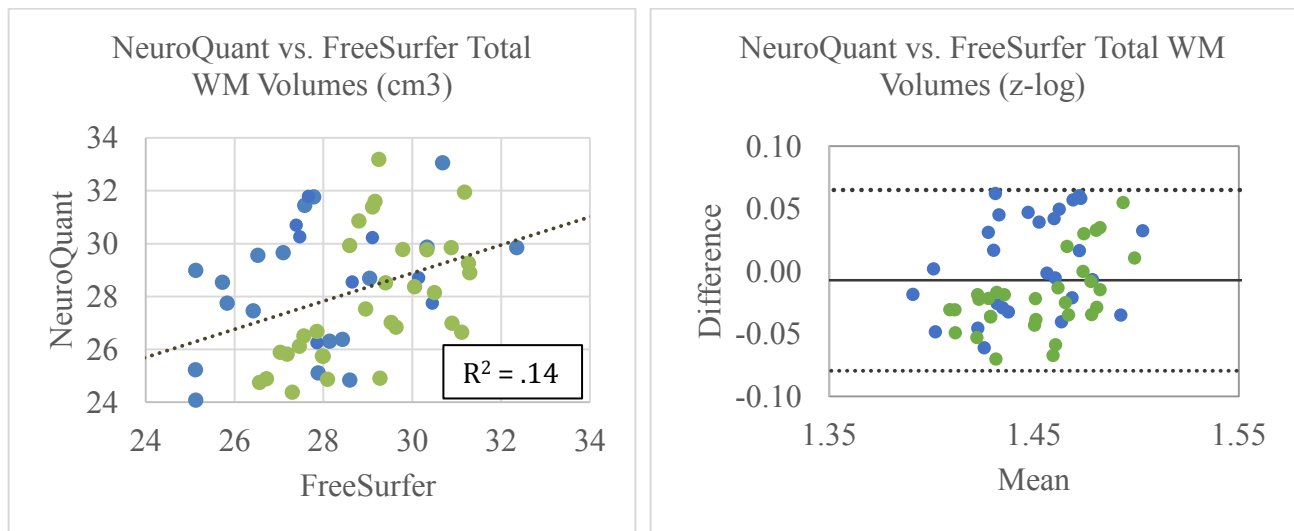 NeuroQuant vs. FreeSurfer Total
WM Volumes (cm3)
34
32
30
28
26
24
24 26 28 30 32 34
NeuroQuant
FreeSurfer
R² = .14
NeuroQuant vs. FreeSurfer Total WM
Volumes (z-log)
0.10
0.05
0.00
-0.05
-0.10
1.35 1.45 1.55
Difference
Mean